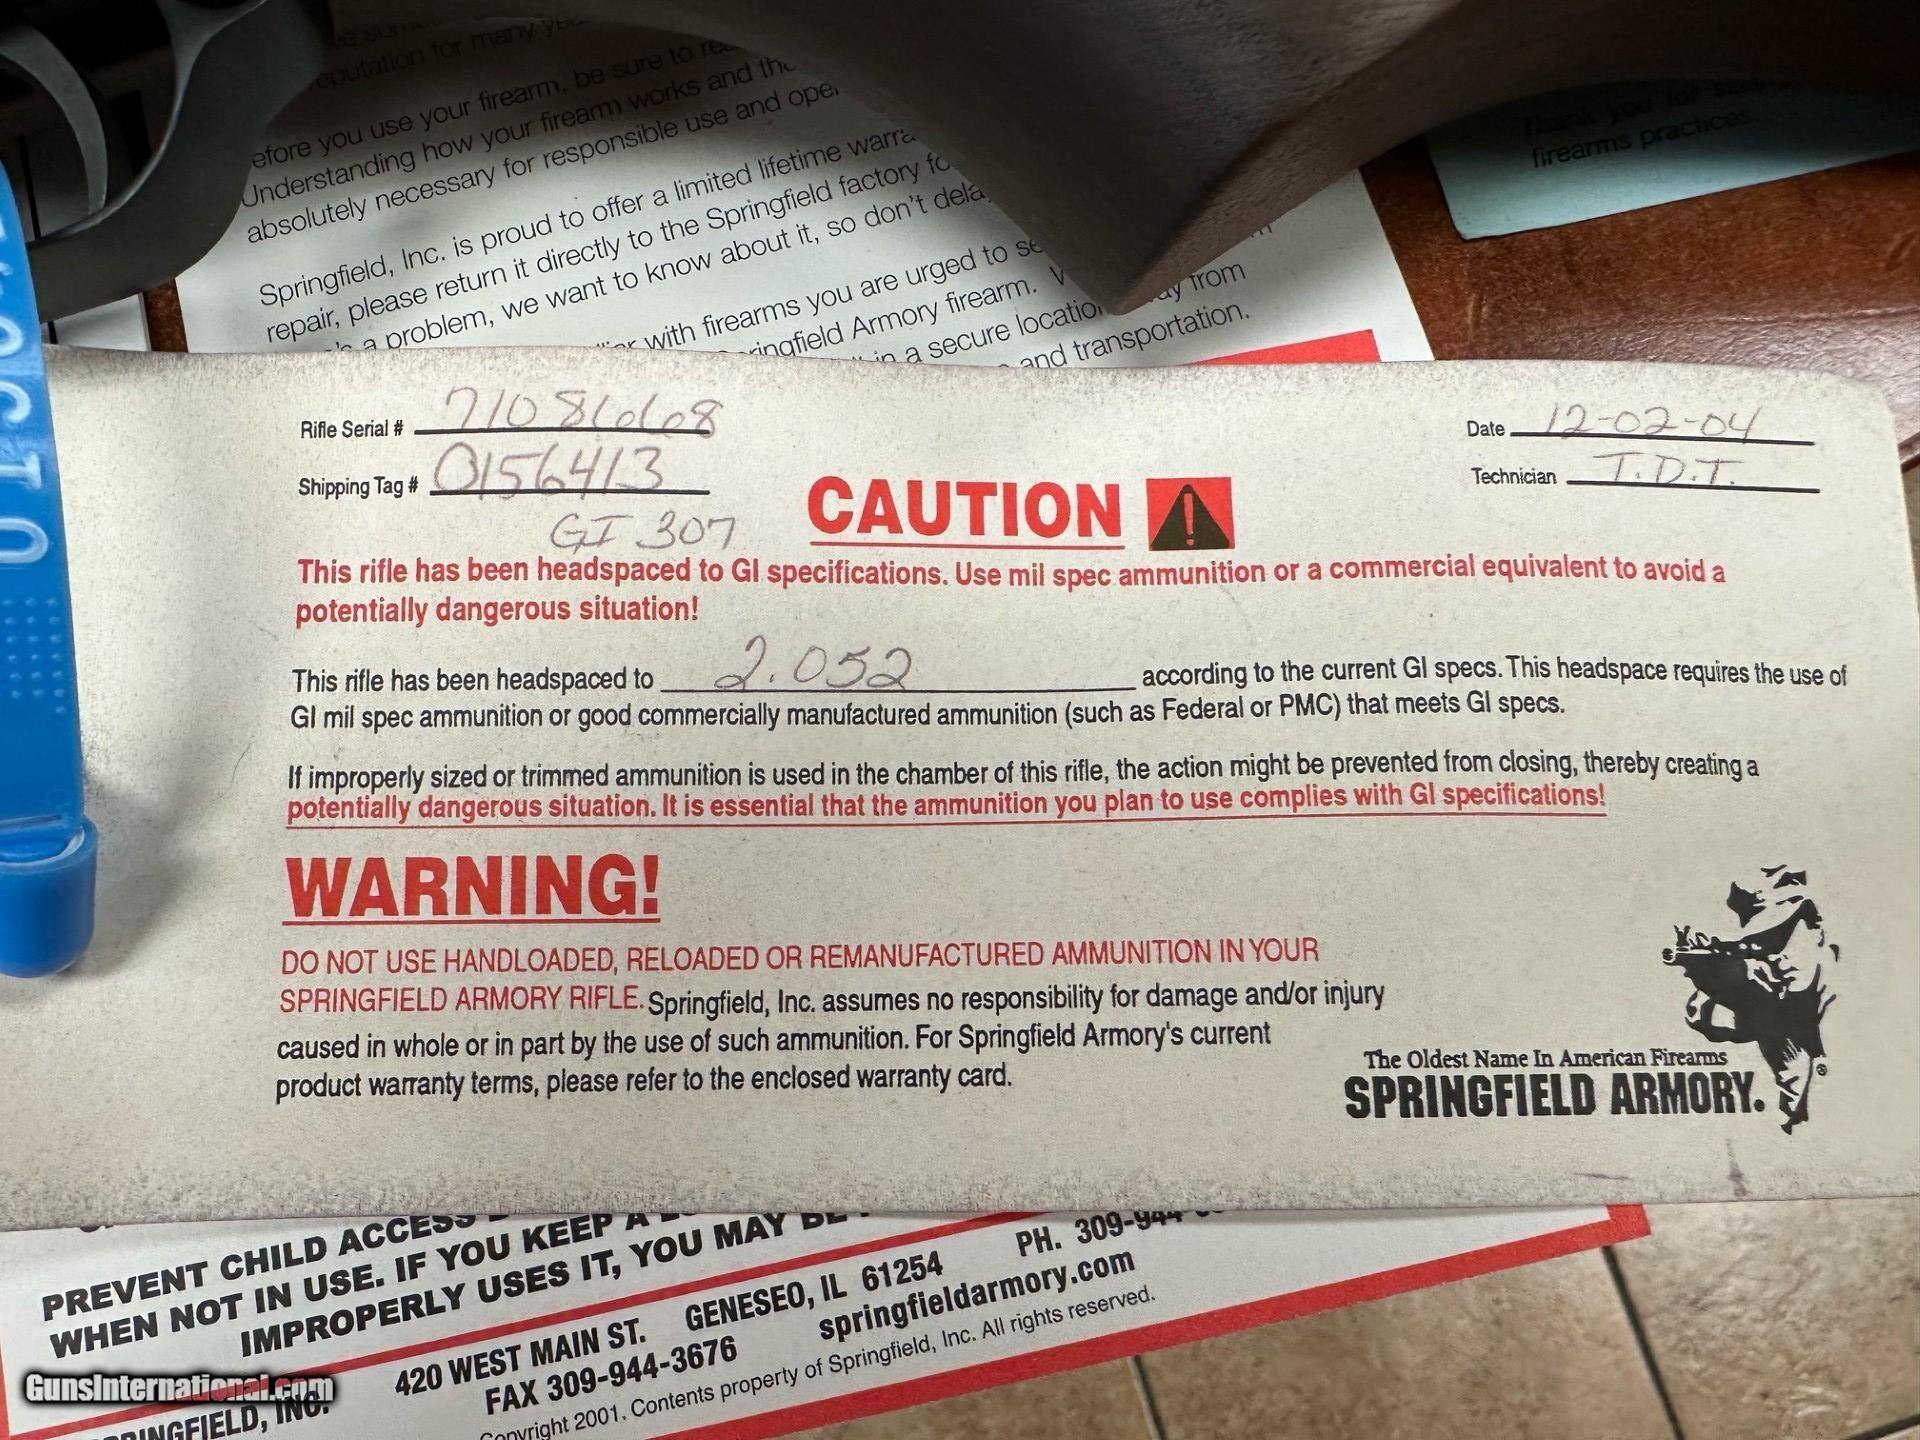 reputation for many
efore you use your firearm, be sure to
Understanding how your firearm works and
absolutely necessary for responsible use and
Springfield, Inc. is proud to offer a limited lifetime
repair, please return it directly to the Springfield factory
a problem, we want to know about it, so don't
with firearms you are urged to
Springfield Armory firearm.
in a secure location from
and transportation.
Thank you for
firearms practices.
Rifle Serial # 71086668
Shipping Tag # 0156413
GI 307
Date 12-02-04
Technician T.D.T.
CAUTION
This rifle has been headspaced to GI specifications. Use mil spec ammunition or a commercial equivalent to avoid a
potentially dangerous situation!
This rifle has been headspaced to 2.052 according to the current GI specs. This headspace requires the use of
GI mil spec ammunition or good commercially manufactured ammunition (such as Federal or PMC) that meets GI specs.
If improperly sized or trimmed ammunition is used in the chamber of this rifle, the action might be prevented from closing, thereby creating a
potentially dangerous situation. It is essential that the ammunition you plan to use complies with GI specifications!
WARNING!
DO NOT USE HANDLOADED, RELOADED OR REMANUFACTURED AMMUNITION IN YOUR
SPRINGFIELD ARMORY RIFLE. Springfield, Inc. assumes no responsibility for damage and/or injury
caused in whole or in part by the use of such ammunition. For Springfield Armory's current
product warranty terms, please refer to the enclosed warranty card.
The Oldest Name In American Firearms
SPRINGFIELD ARMORY.®
PREVENT CHILD ACCESS
WHEN NOT IN USE. IF YOU KEEP A
IMPROPERLY USES IT, YOU MAY BE
SPRINGFIELD, INC. 420 WEST MAIN ST. GENESEO, IL 61254 PH. 309-944-
FAX 309-944-3676 springfieldarmory.com
Copyright 2001. Contents property of Springfield, Inc. All rights reserved.
GunsInternational.com